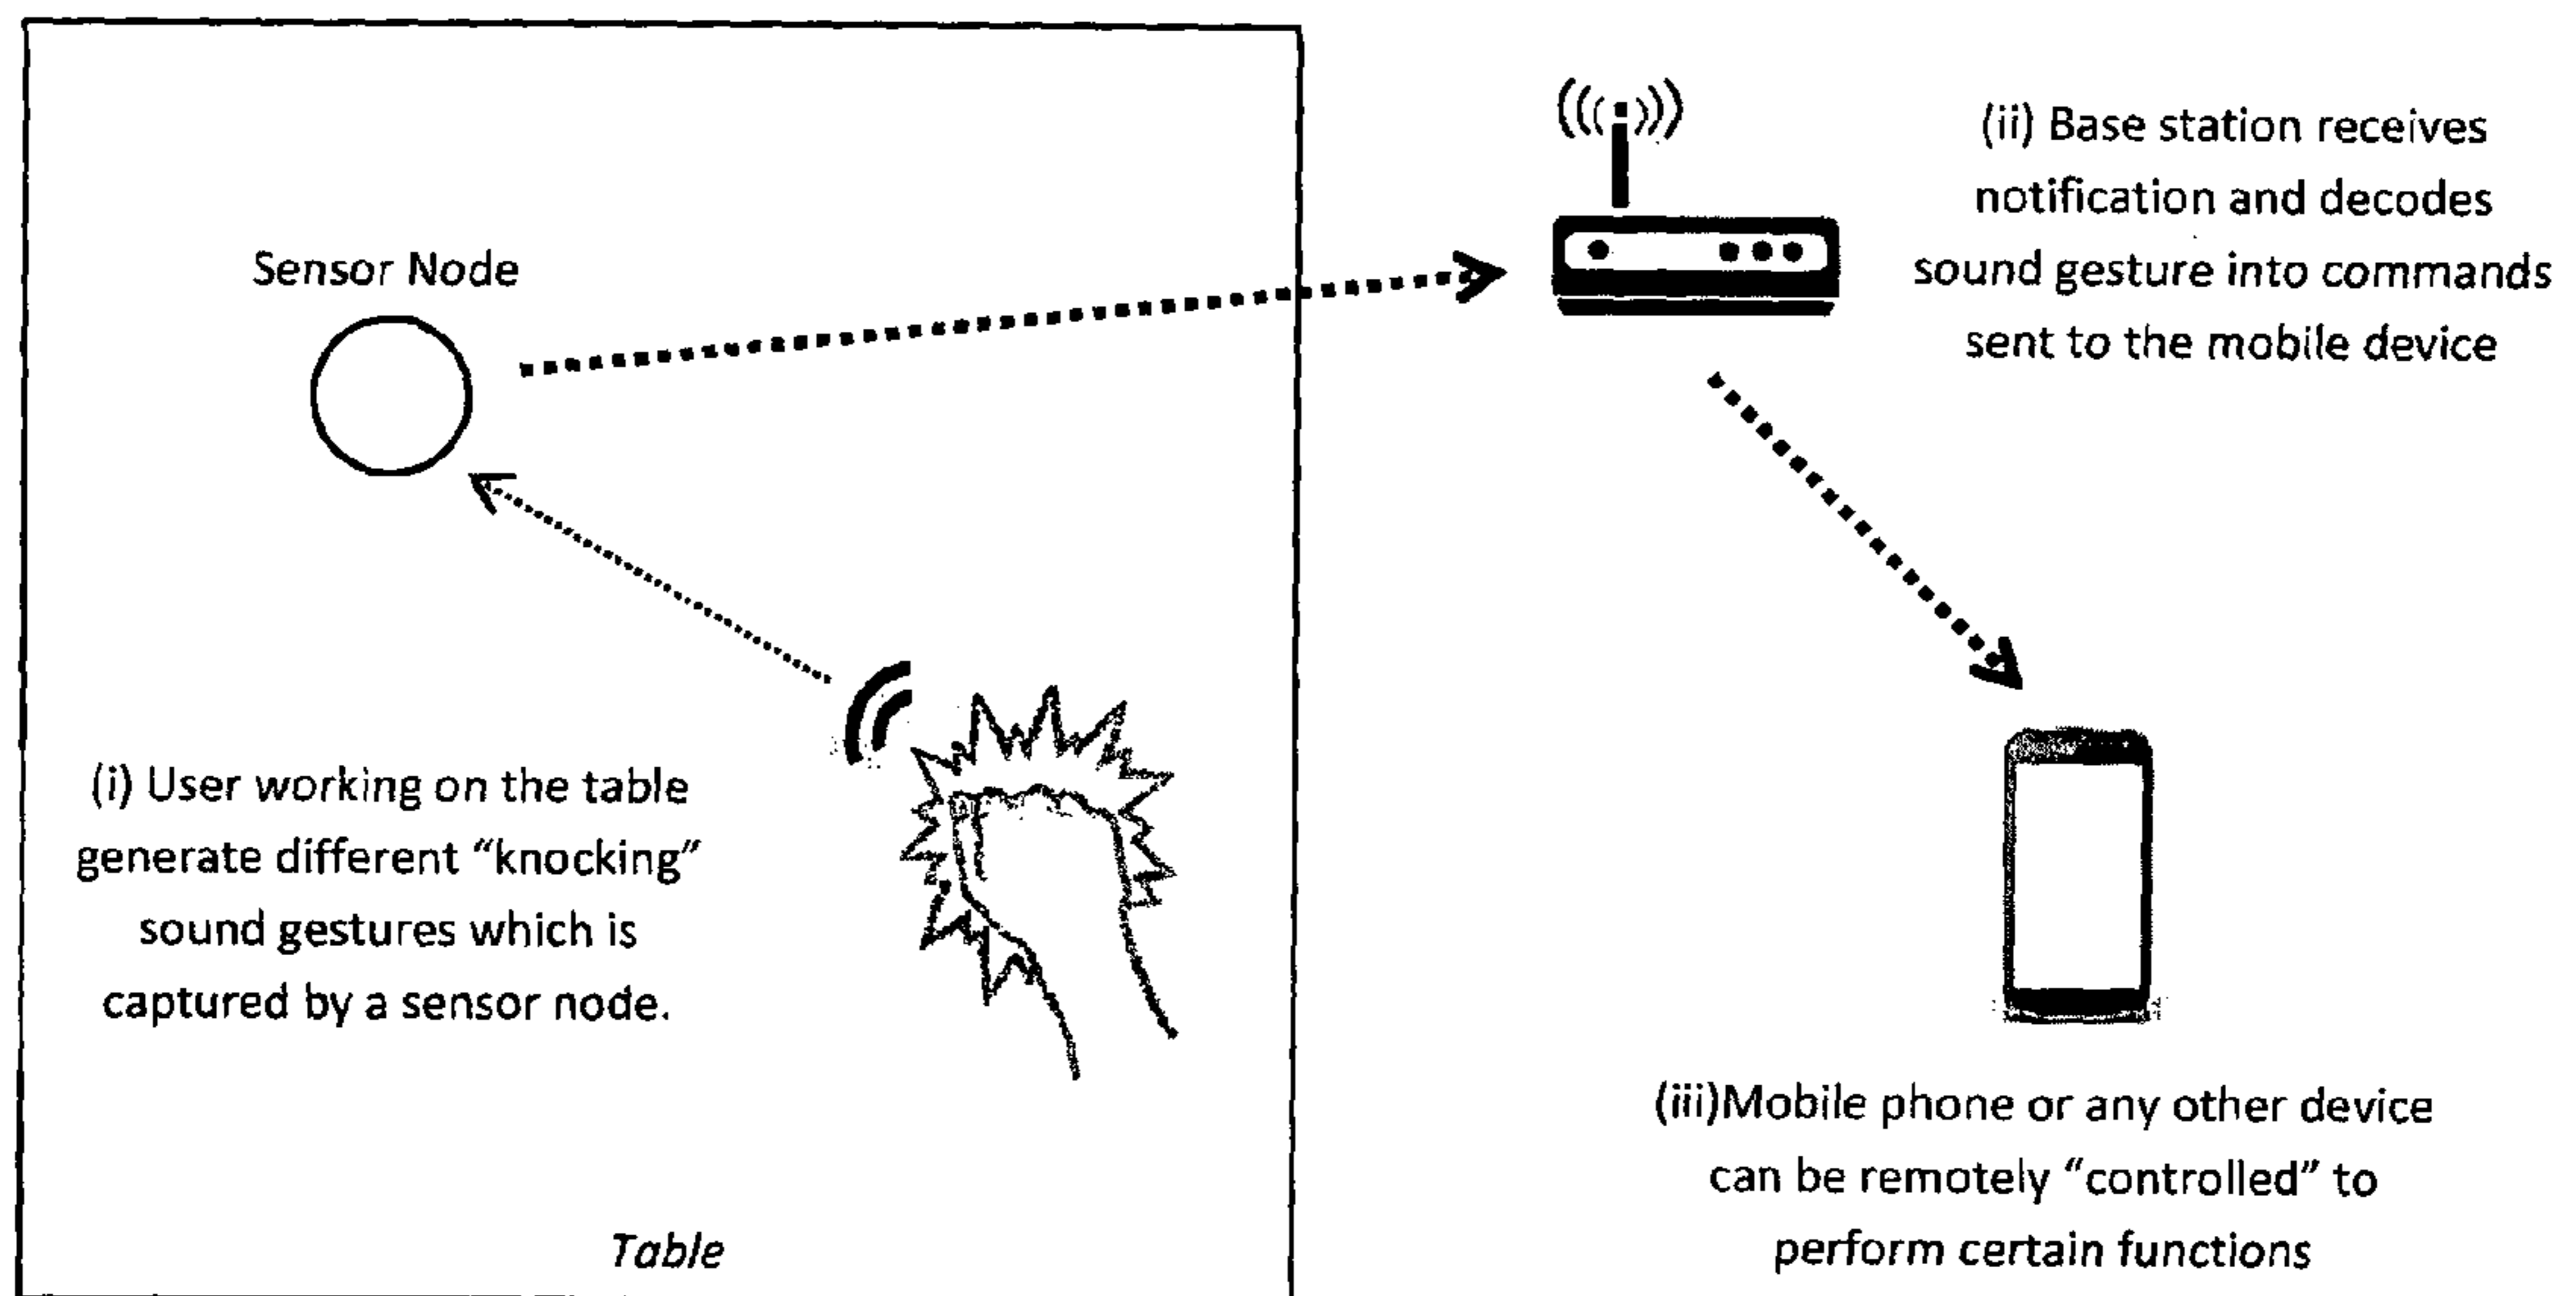 Sensor Node
(i) User working on the table
generate different “knocking”
sound gestures which is
captured by a sensor node.
Table
(ii) Base station receives
notification and decodes
sound gesture into commands
sent to the mobile device
(iii)Mobile phone or any other device
can be remotely “controlled” to
perform certain functions